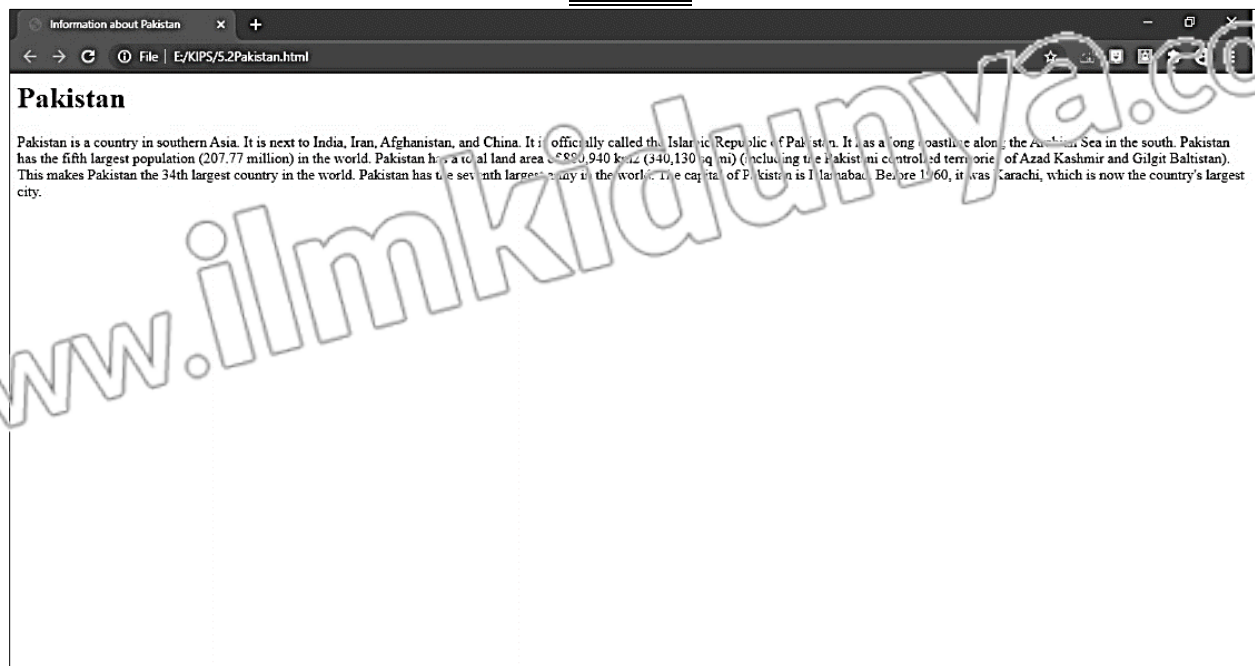 Information about Pakistan
File | E:/KIPS/5.2Pakistan.html
Pakistan
Pakistan is a country in southern Asia. It is next to India, Iran, Afghanistan, and China. It is officially called the Islamic Republic of Pakistan. It has a long coastline along the Arabian Sea in the south. Pakistan
has the fifth largest population (207.77 million) in the world. Pakistan has a total land area of 880,940 km2 (340,130 sq mi) (including the Pakistani controlled territories of Azad Kashmir and Gilgit Baltistan).
This makes Pakistan the 34th largest country in the world. Pakistan has the seventh largest army in the world. The capital of Pakistan is Islamabad. Before 1960, it was Karachi, which is now the country's largest
city.
www.ilmkidunya.co